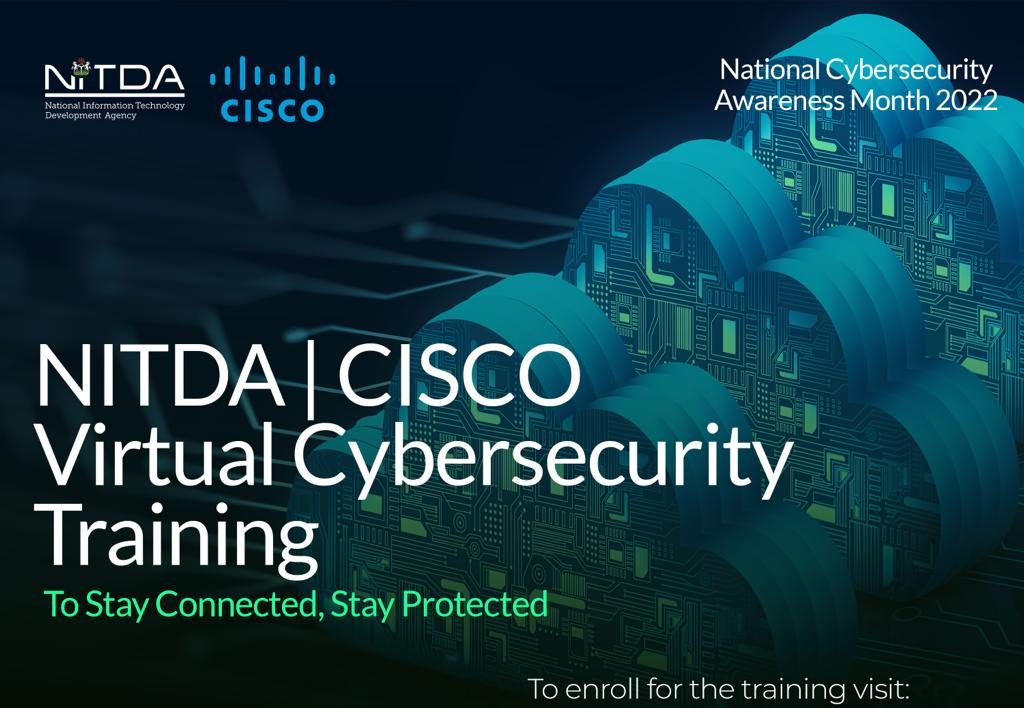 NiTDA
National Information Technology
Development Agency
CISCO
National Cybersecurity
Awareness Month 2022
NITDA | CISCO
Virtual Cybersecurity
Training
To Stay Connected, Stay Protected
To enroll for the training visit: